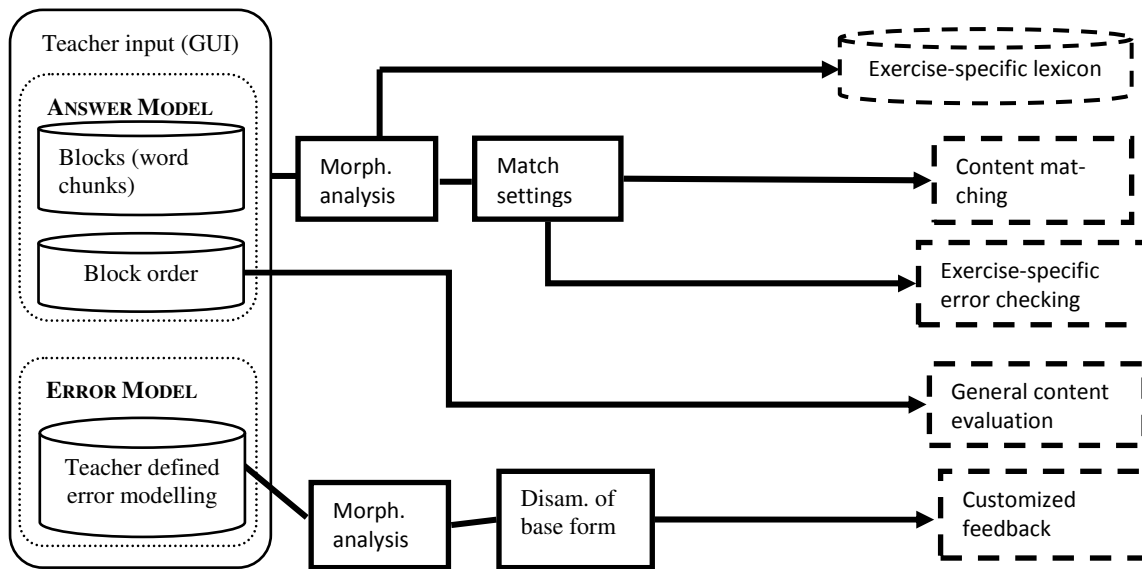 Teacher input (GUI)
ANSWER MODEL
Blocks (word
chunks)
Block order
ERROR MODEL
Teacher defined
error modelling
Morph.
analysis
Match
settings
Morph.
analysis
Disam. of
base form
Exercise-specific lexicon
Content mat-
ching
Exercise-specific
error checking
General content
evaluation
Customized
feedback